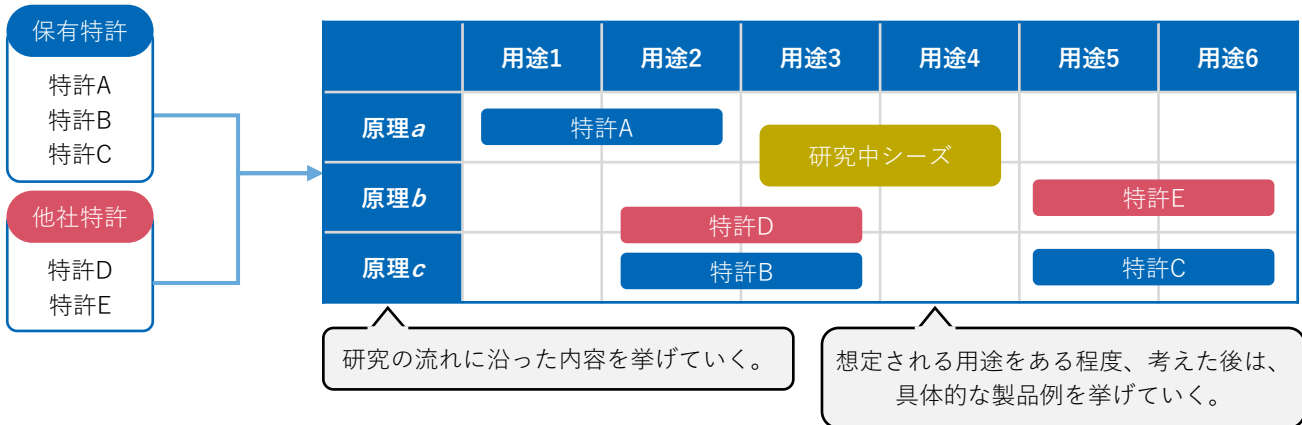 保有特許
特許A
特許B
特許C
他社特許
特許D
特許E
用途1 用途2 用途3 用途4 用途5 用途6
原理a
特許A
研究中シーズ
原理b
特許E
特許D
原理c
特許B
特許C
研究の流れに沿った内容を挙げていく。
想定される用途をある程度、考えた後は、
具体的な製品例を挙げていく。